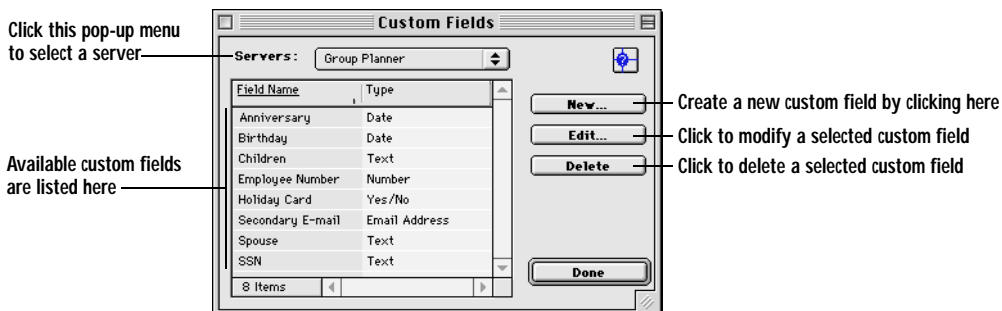 Click this pop-up menu
to select a server
Available custom fields
are listed here
Custom Fields
Servers: Group Planner
Field Name Type
Anniversary Date
Birthday Date
Children Text
Employee Number Number
Holiday Card Yes/No
Secondary E-mail Email Address
Spouse Text
SSN Text
8 Items
New...
Edit...
Delete
Done
Create a new custom field by clicking here
Click to modify a selected custom field
Click to delete a selected custom field